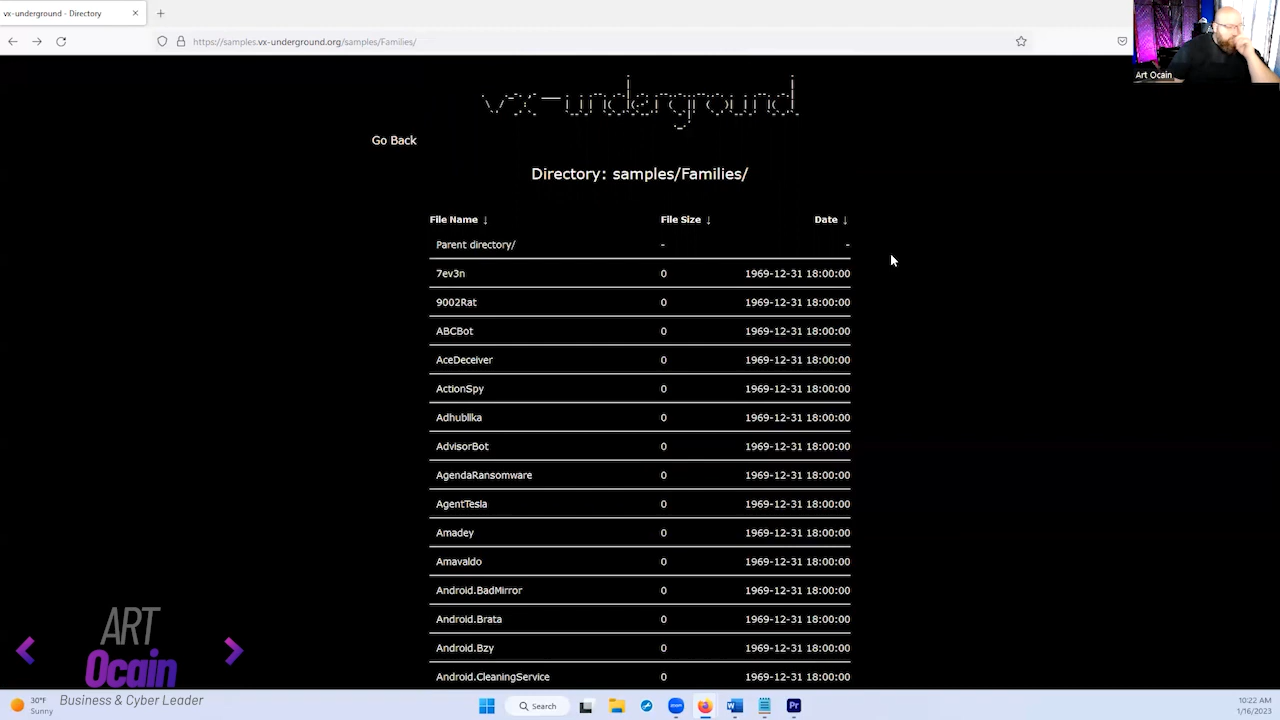 vx-underground - Directory
https://samples.vx-underground.org/samples/Families/
Art Ocain
vx-underground
Go Back
Directory: samples/Families/
File Name ↓ File Size ↓ Date ↓
Parent directory/ - -
7ev3n 0 1969-12-31 18:00:00
9002Rat 0 1969-12-31 18:00:00
ABCBot 0 1969-12-31 18:00:00
AceDeceiver 0 1969-12-31 18:00:00
ActionSpy 0 1969-12-31 18:00:00
Adhublika 0 1969-12-31 18:00:00
AdvisorBot 0 1969-12-31 18:00:00
AgendaRansomware 0 1969-12-31 18:00:00
AgentTesla 0 1969-12-31 18:00:00
Amadey 0 1969-12-31 18:00:00
Amavaldo 0 1969-12-31 18:00:00
Android.BadMirror 0 1969-12-31 18:00:00
Android.Brata 0 1969-12-31 18:00:00
Android.Bzy 0 1969-12-31 18:00:00
Android.CleaningService 0 1969-12-31 18:00:00
ART
Ocain
Business & Cyber Leader
30°F
Sunny
Search
Pr
10:22 AM
1/16/2023